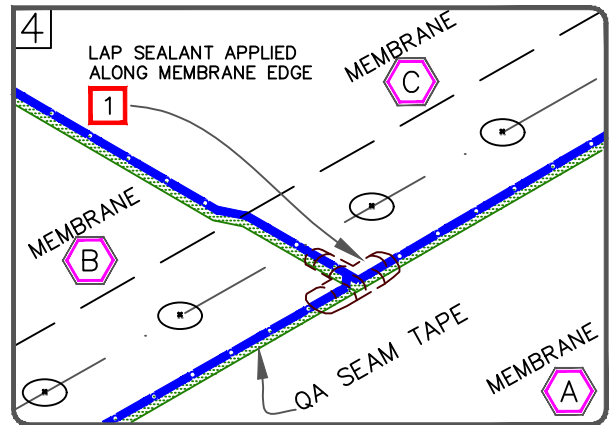 4
LAP SEALANT APPLIED
ALONG MEMBRANE EDGE
1
MEMBRANE
C
MEMBRANE
B
QA SEAM TAPE
MEMBRANE
A